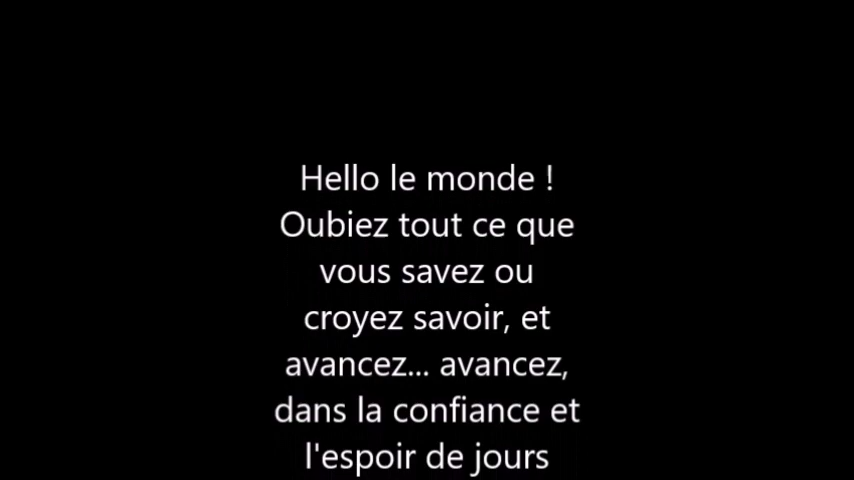 Hello le monde !
Oubiez tout ce que
vous savez ou
croyez savoir, et
avancez... avancez,
dans la confiance et
l'espoir de jours